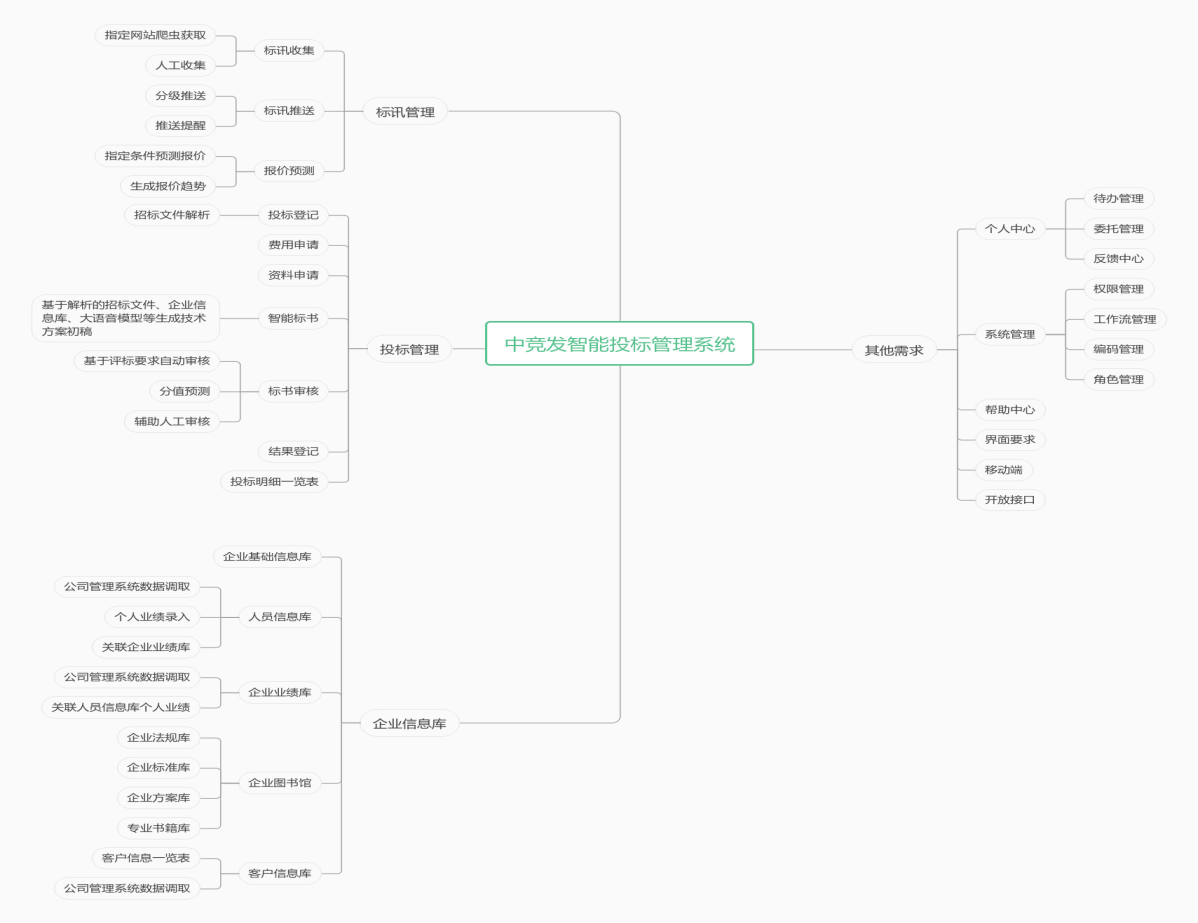 中竞发智能投标管理系统
标讯管理
标讯收集
指定网站爬虫获取
人工收集
标讯推送
分级推送
推送提醒
报价预测
指定条件预测报价
生成报价趋势
投标管理
投标登记
招标文件解析
费用申请
资料申请
智能标书
基于解析的招标文件、企业信
息库、大语音模型等生成技术
方案初稿
标书审核
基于评标要求自动审核
分值预测
辅助人工审核
结果登记
投标明细一览表
企业信息库
企业基础信息库
人员信息库
公司管理系统数据调取
个人业绩录入
关联企业业绩库
企业业绩库
公司管理系统数据调取
关联人员信息库个人业绩
企业图书馆
企业法规库
企业标准库
企业方案库
专业书籍库
客户信息库
客户信息一览表
公司管理系统数据调取
其他需求
个人中心
待办管理
委托管理
反馈中心
系统管理
权限管理
工作流管理
编码管理
角色管理
帮助中心
界面要求
移动端
开放接口